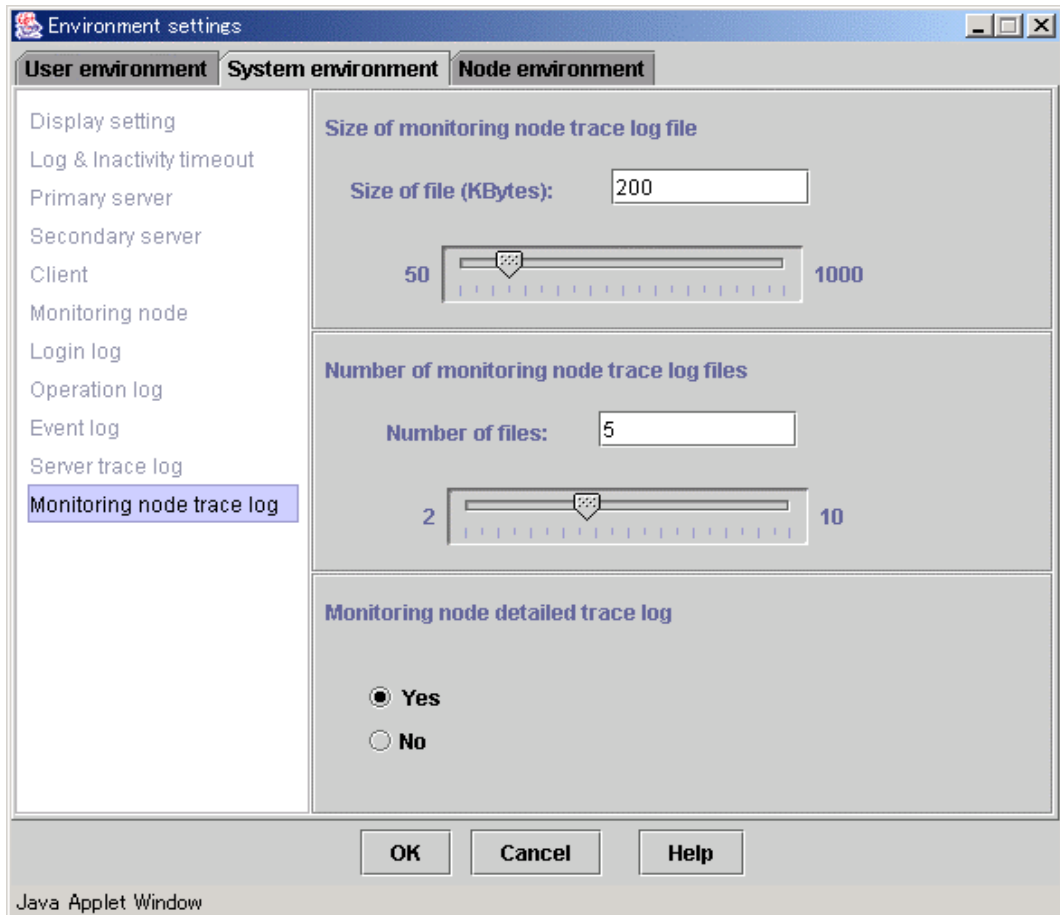 Environment settings
User environment System environment Node environment
Display setting
Log & Inactivity timeout
Primary server
Secondary server
Client
Monitoring node
Login log
Operation log
Event log
Server trace log
Monitoring node trace log
Size of monitoring node trace log file
Size of file (KBytes): 200
50 1000
Number of monitoring node trace log files
Number of files: 5
2 10
Monitoring node detailed trace log
Yes
No
OK Cancel Help
Java Applet Window